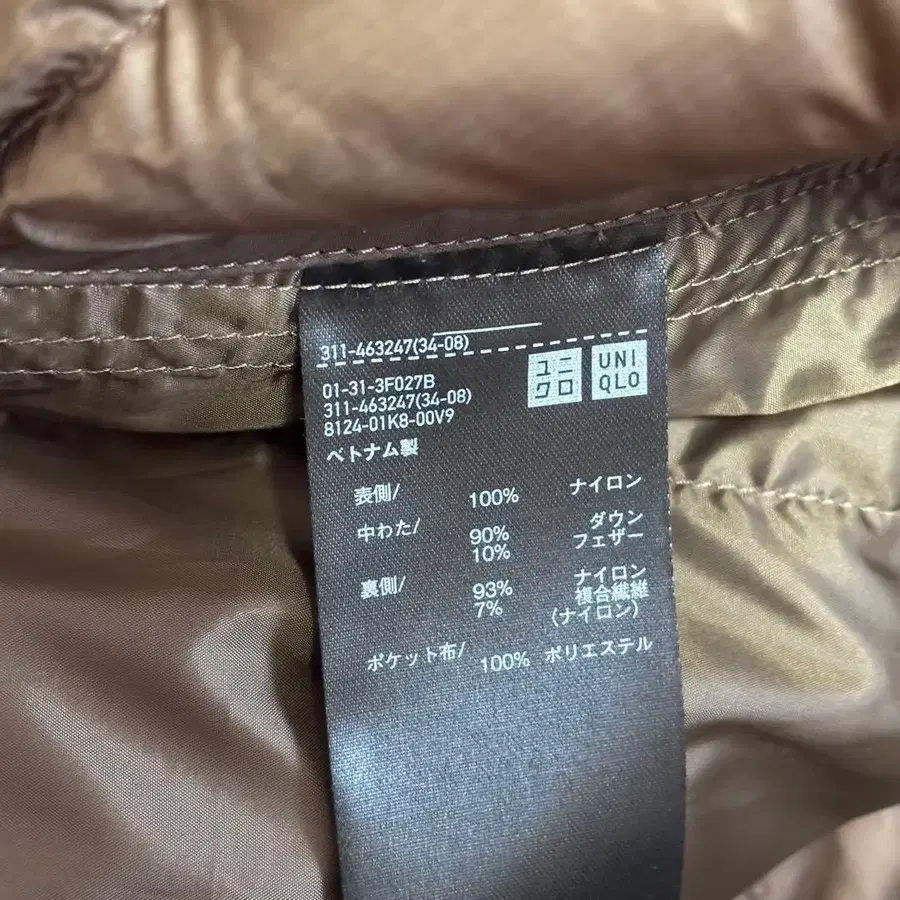 311-463247(34-08)
ユニ
クロ
UNI
QLO
01-31-3F027B
311-463247(34-08)
8124-01K8-00V9
ベトナム製
表側/ 100% ナイロン
中わた/ 90% ダウン
10% フェザー
裏側/ 93% ナイロン
7% 複合繊維
(ナイロン)
ポケット布/ 100% ポリエステル